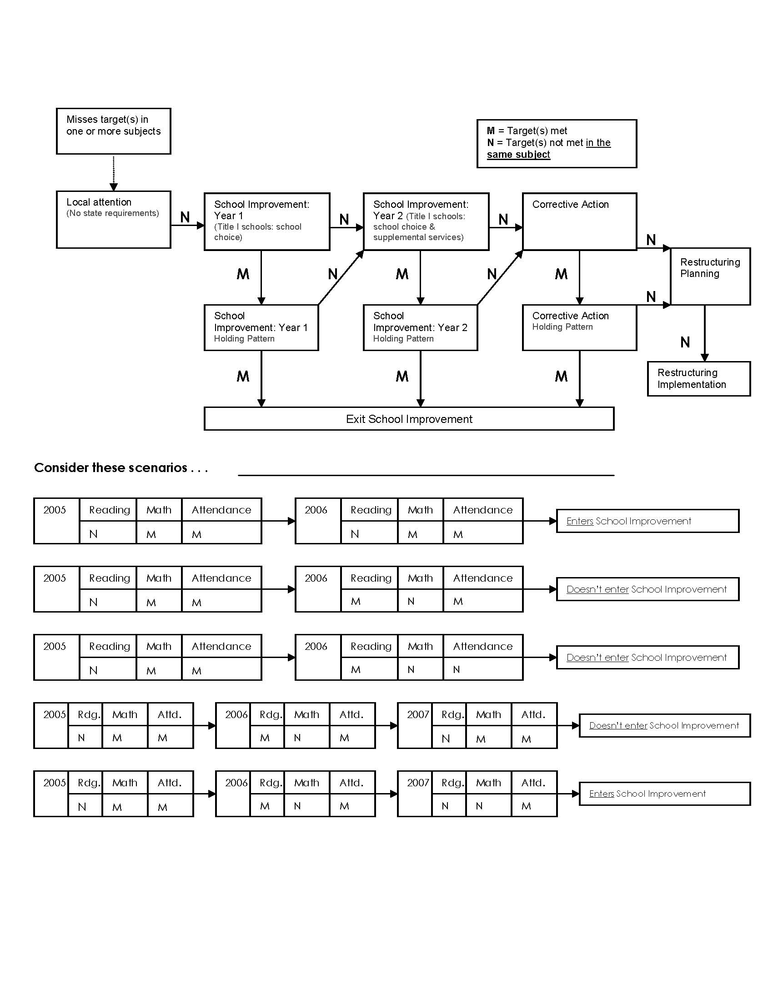 Misses target(s) in
one or more subjects
M = Target(s) met
N = Target(s) not met in the
same subject
Local attention
(No state requirements)
N
School Improvement:
Year 1
(Title I schools: school
choice)
N
School Improvement:
Year 2 (Title I schools:
school choice &
supplemental services)
N
Corrective Action
N
Restructuring
Planning
M
N
M
N
M
N
School
Improvement: Year 1
Holding Pattern
School
Improvement: Year 2
Holding Pattern
Corrective Action
Holding Pattern
N
Restructuring
Implementation
M
M
M
Exit School Improvement
Consider these scenarios . . .
2005 Reading Math Attendance
N M M
2006 Reading Math Attendance
N M M
Enters School Improvement
2005 Reading Math Attendance
N M M
2006 Reading Math Attendance
M N M
Doesn't enter School Improvement
2005 Reading Math Attendance
N M M
2006 Reading Math Attendance
M N N
Doesn't enter School Improvement
2005 Rdg. Math Attd.
N M M
2006 Rdg. Math Attd.
M N M
2007 Rdg. Math Attd.
N M M
Doesn't enter School Improvement
2005 Rdg. Math Attd.
N M M
2006 Rdg. Math Attd.
M N M
2007 Rdg. Math Attd.
N N M
Enters School Improvement